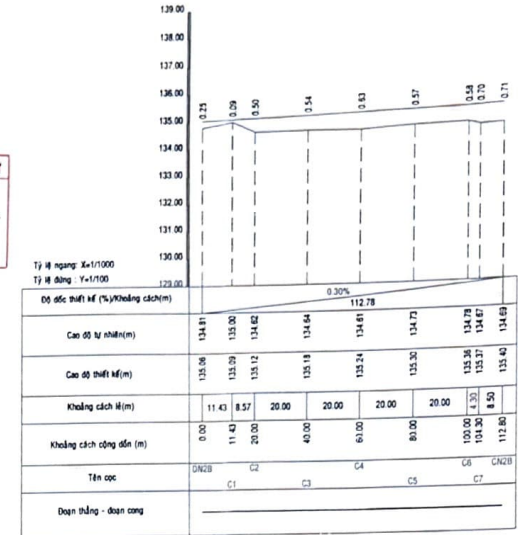 139.00
138.00
137.00
136.00
135.00
134.00
133.00
132.00
131.00
130.00
129.00
0.25 0.09 0.50 0.54 0.63 0.57 0.58 0.70 0.71
Tỷ lệ ngang: X=1/1000
Tỷ lệ đứng : Y=1/100
Độ dốc thiết kế (%)/Khoảng cách(m) 0.30% 112.78
Cao độ tự nhiên(m) 134.81 135.00 134.62 134.64 134.61 134.73 134.78 134.67 134.69
Cao độ thiết kế(m) 135.06 135.09 135.12 135.18 135.24 135.30 135.36 135.37 135.40
Khoảng cách lẻ(m) 11.43 8.57 20.00 20.00 20.00 20.00 4.30 8.50
Khoảng cách cộng dồn (m) 0.00 11.43 20.00 40.00 60.00 80.00 100.00 104.30 112.80
Tên cọc DN2B C1 C2 C3 C4 C5 C6 C7 CN2B
Đoạn thẳng - đoạn cong